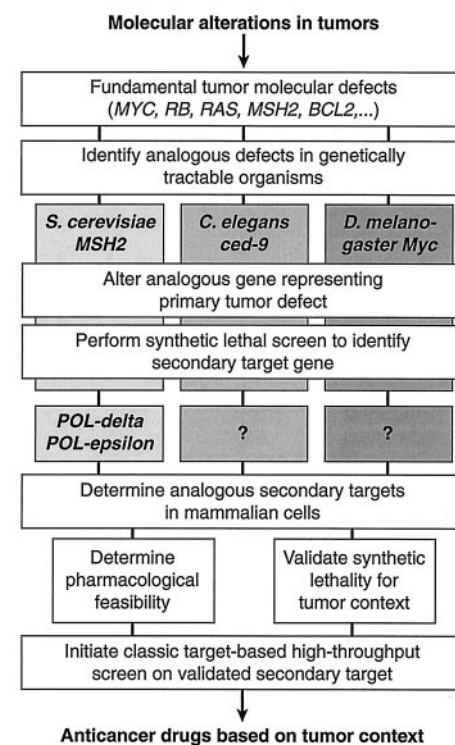 Molecular alterations in tumors
Fundamental tumor molecular defects
(MYC, RB, RAS, MSH2, BCL2,...)
Identify analogous defects in genetically
tractable organisms
S. cerevisiae
MSH2
C. elegans
ced-9
D. melano-
gaster Myc
Alter analogous gene representing
primary tumor defect
Perform synthetic lethal screen to identify
secondary target gene
POL-delta
POL-epsilon
?
?
Determine analogous secondary targets
in mammalian cells
Determine
pharmacological
feasibility
Validate synthetic
lethality for
tumor context
Initiate classic target-based high-throughput
screen on validated secondary target
Anticancer drugs based on tumor context